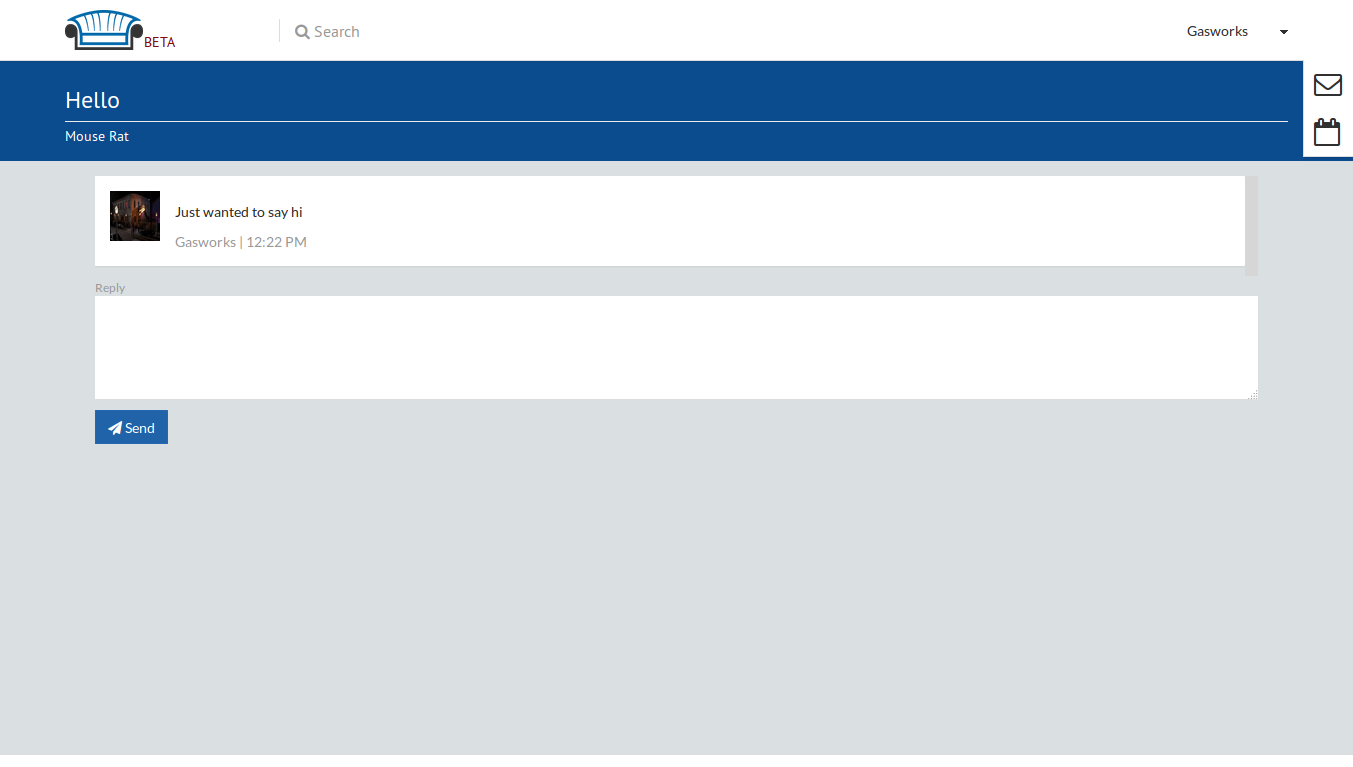 BETA
Search
Gasworks
Hello
Mouse Rat
Just wanted to say hi
Gasworks | 12:22 PM
Reply
Send